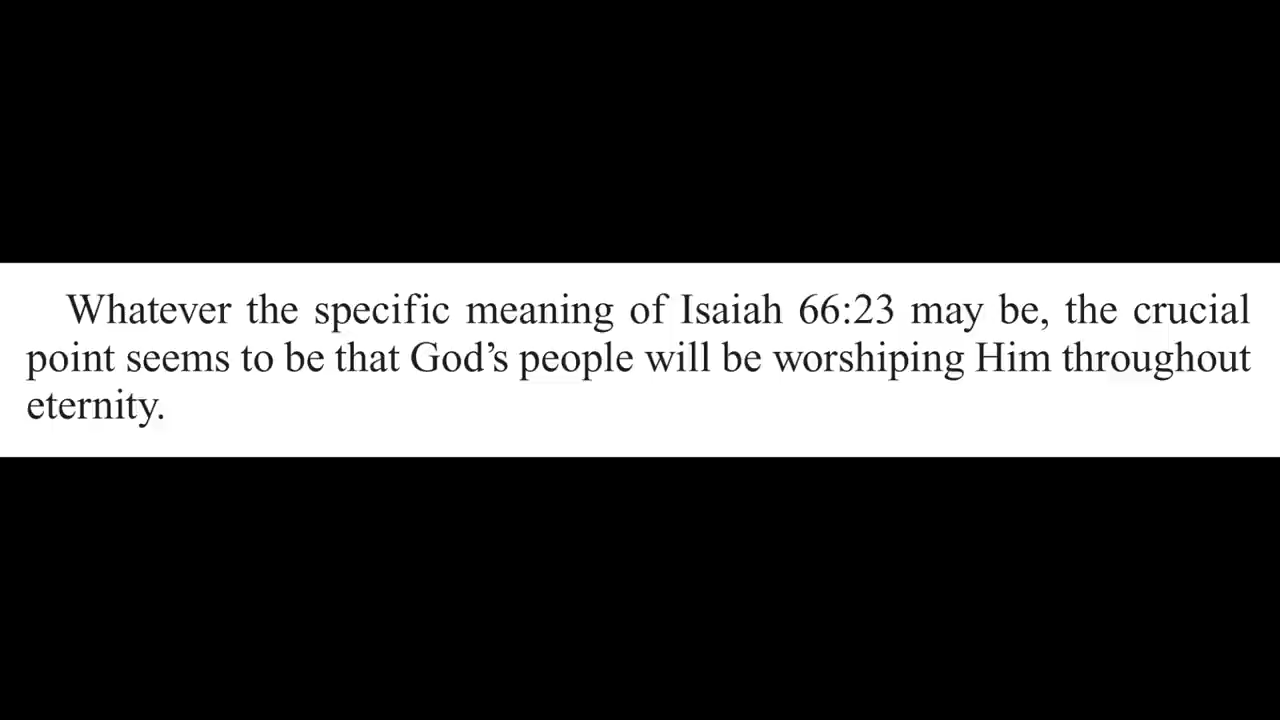 Whatever the specific meaning of Isaiah 66:23 may be, the crucial
point seems to be that God’s people will be worshiping Him throughout
eternity.